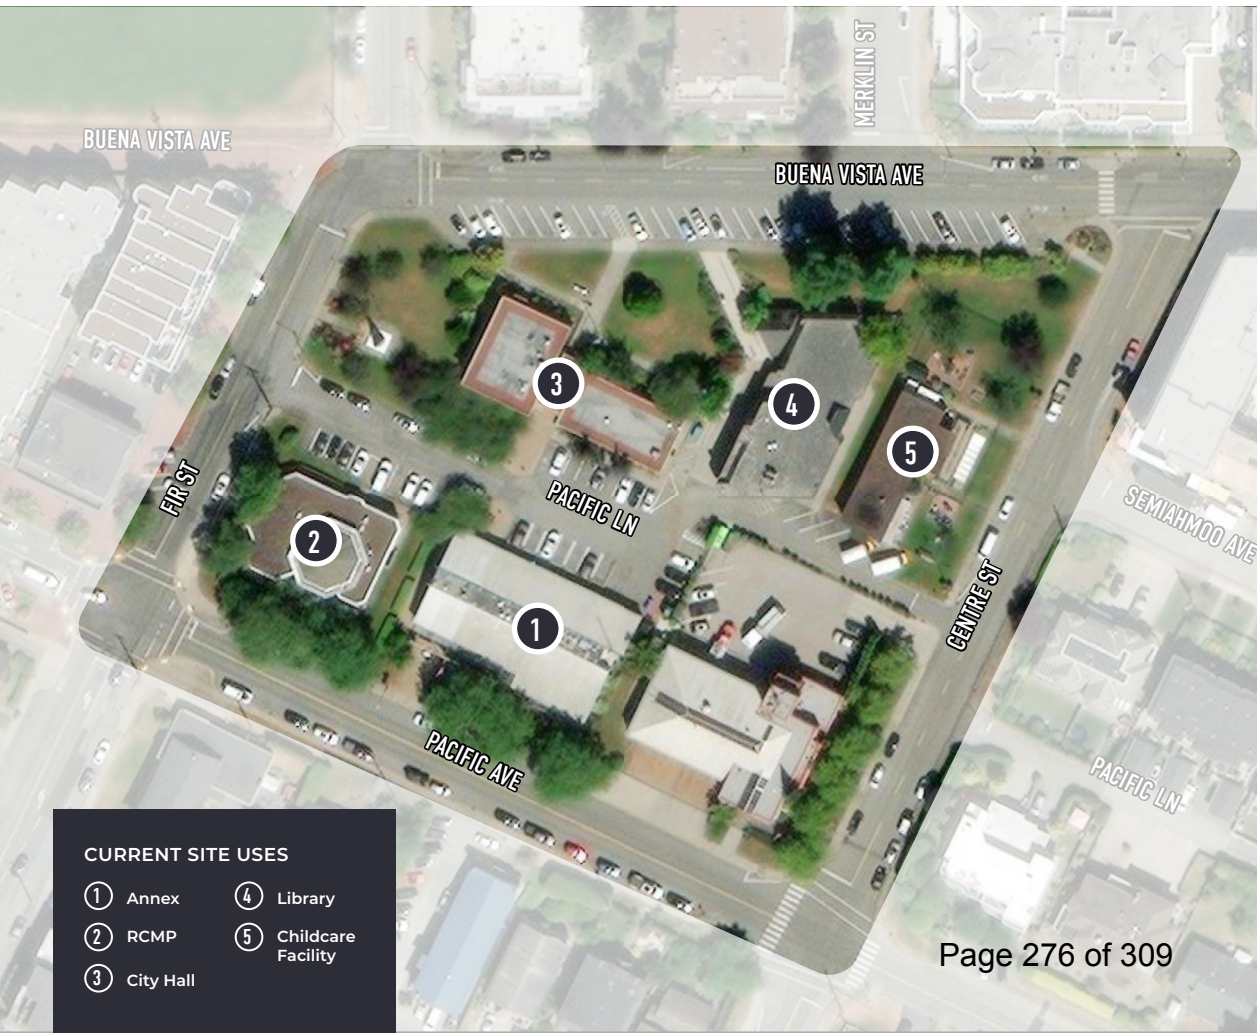 MERKLIN ST
BUENA VISTA AVE
BUENA VISTA AVE
3
4
5
FIR ST
PACIFIC LN
SEMIAHMOO AVE
2
1
CENTRE ST
PACIFIC AVE
PACIFIC LN
CURRENT SITE USES
1 Annex
2 RCMP
3 City Hall
4 Library
5 Childcare
Facility
Page 276 of 309